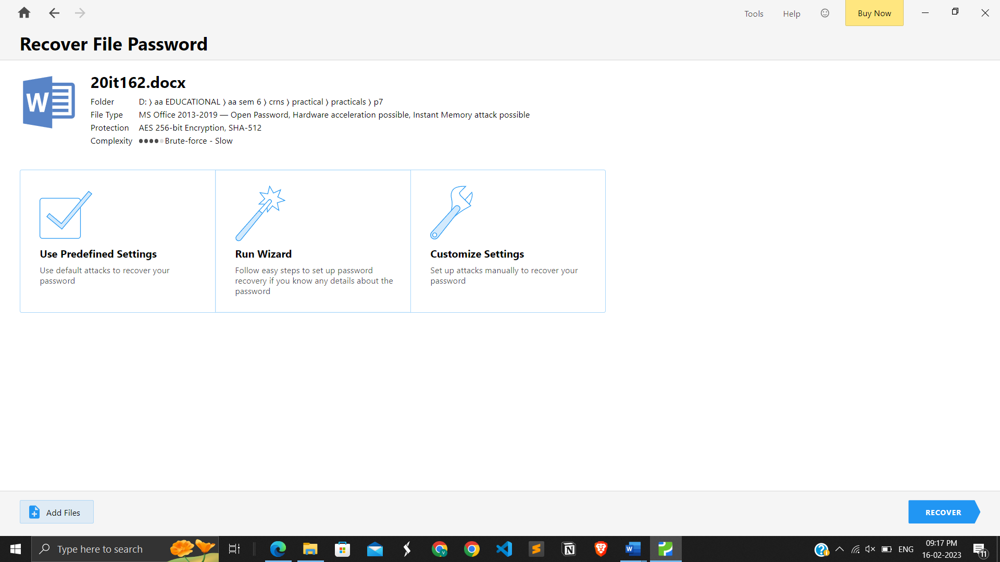 Tools
Help
Buy Now
Recover File Password
W
20it162.docx
Folder D: 〉 aa EDUCATIONAL 〉 aa sem 6 〉 crns 〉 practical 〉 practicals 〉 p7
File Type MS Office 2013-2019 — Open Password, Hardware acceleration possible, Instant Memory attack possible
Protection AES 256-bit Encryption, SHA-512
Complexity Brute-force - Slow
Use Predefined Settings
Use default attacks to recover your
password
Run Wizard
Follow easy steps to set up password
recovery if you know any details about the
password
Customize Settings
Set up attacks manually to recover your
password
Add Files
RECOVER
Type here to search
ENG
09:17 PM
16-02-2023
11